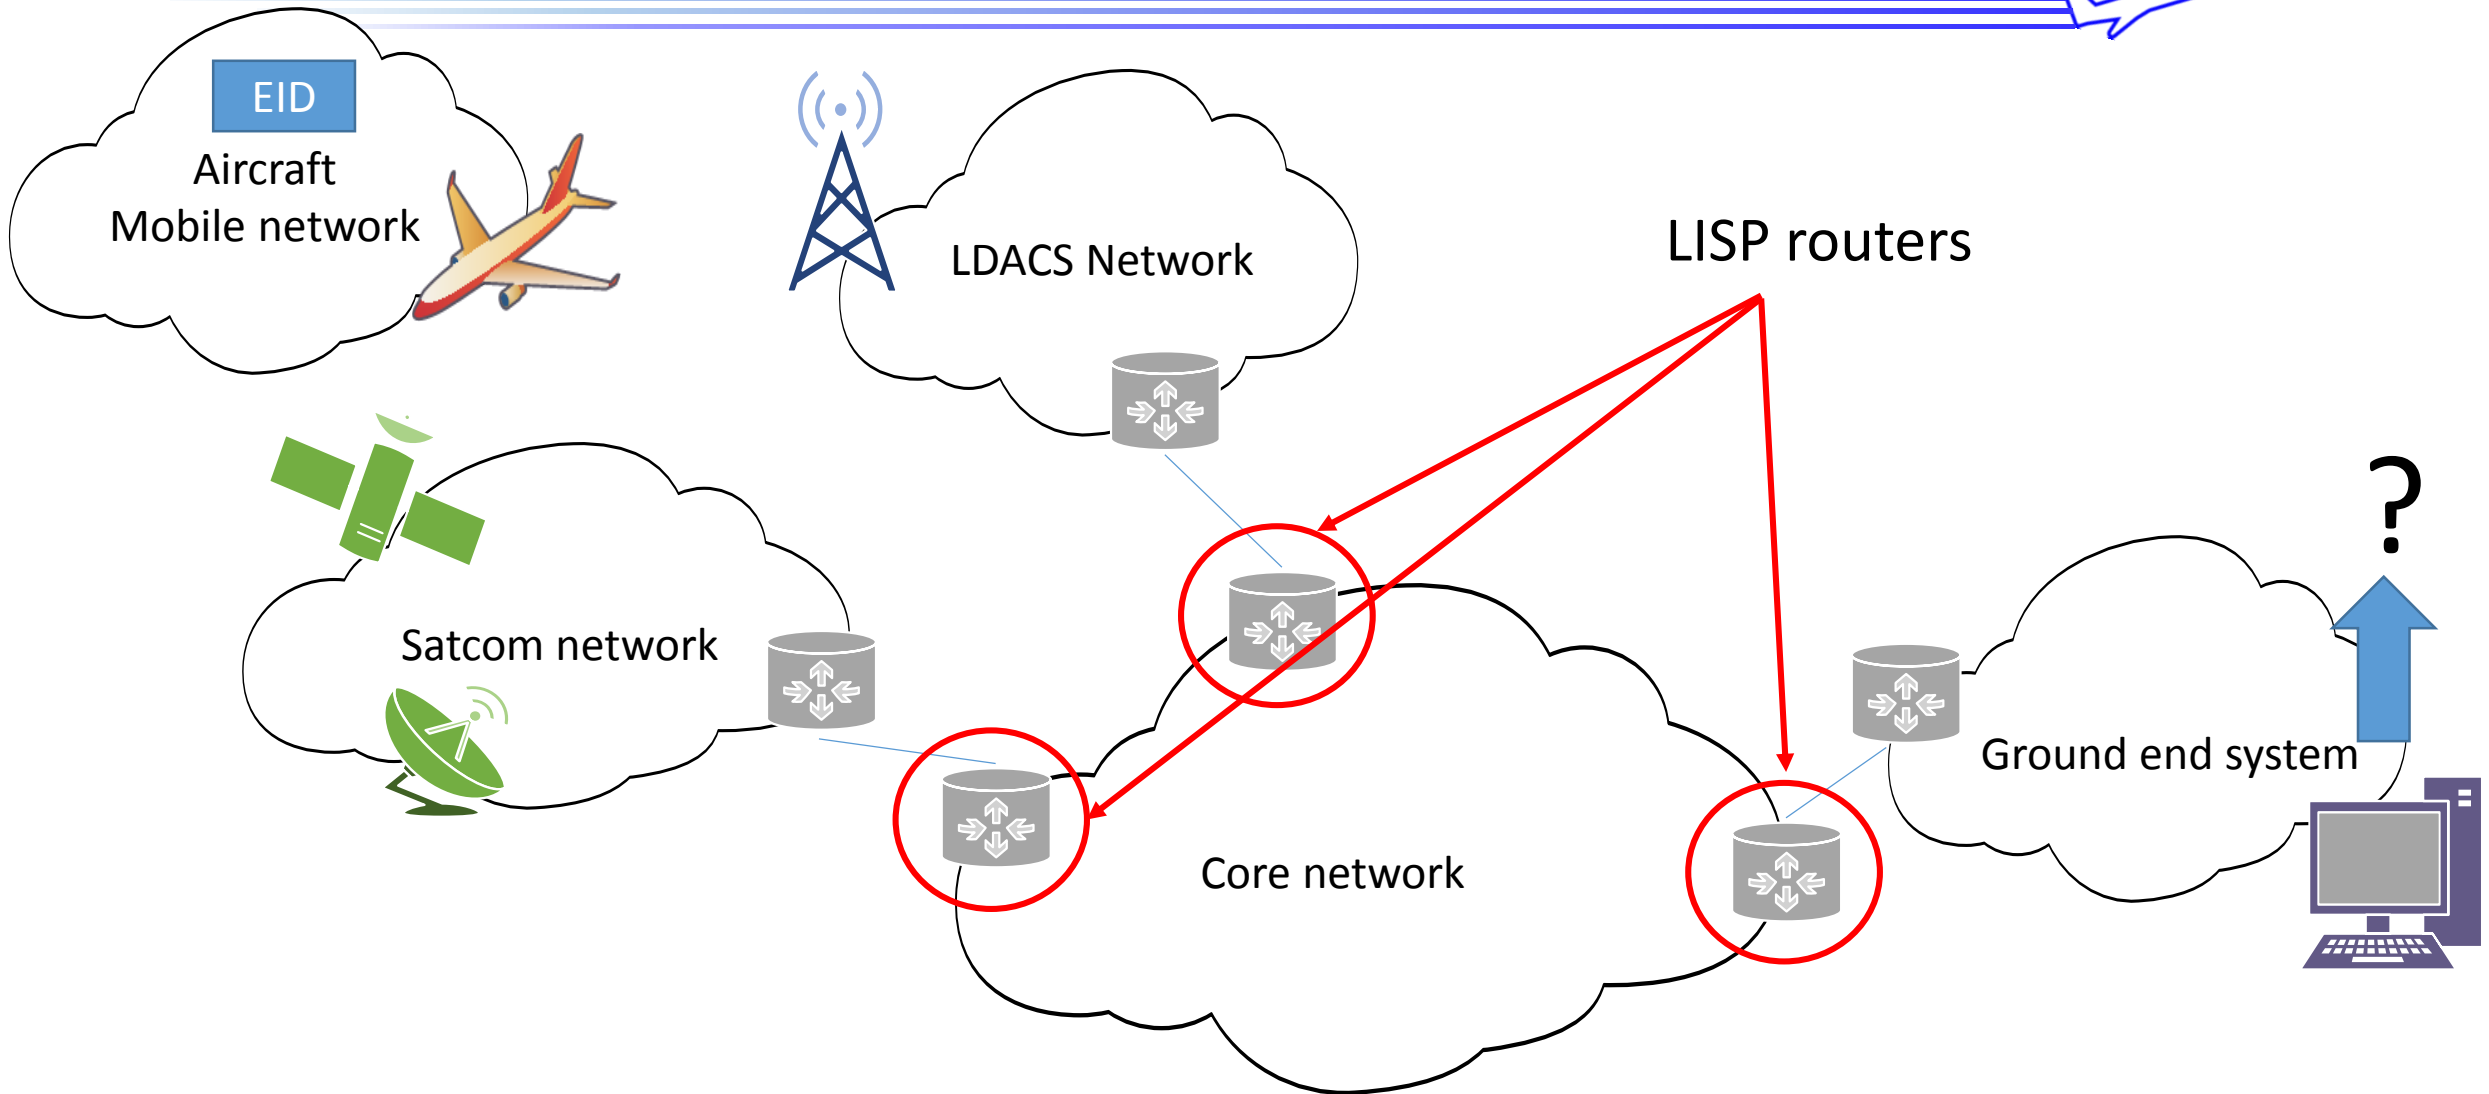 EID
Aircraft
Mobile network
LDACS Network
LISP routers
?
Satcom network
Ground end system
Core network